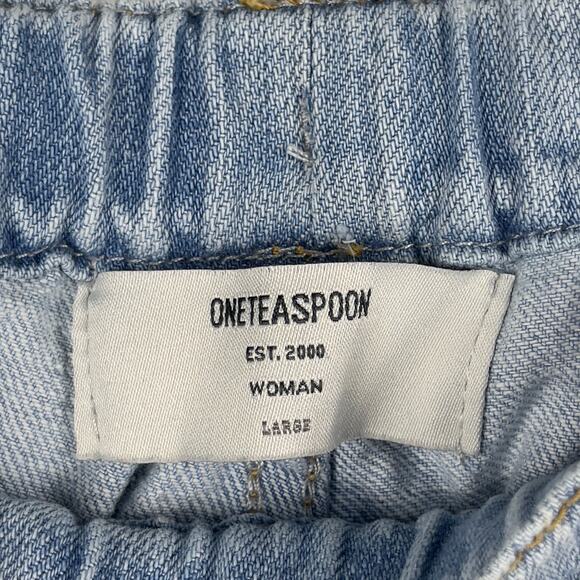 ONETEASPOON
EST. 2000
WOMAN
LARGE